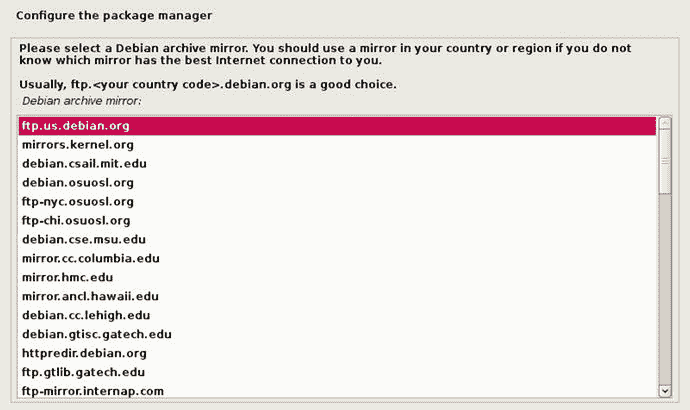 Configure the package manager
Please select a Debian archive mirror. You should use a mirror in your country or region if you do not
know which mirror has the best Internet connection to you.
Usually, ftp.<your country code>.debian.org is a good choice.
Debian archive mirror:
ftp.us.debian.org
mirrors.kernel.org
debian.csail.mit.edu
debian.osuosl.org
ftp-nyc.osuosl.org
ftp-chi.osuosl.org
debian.cse.msu.edu
mirror.cc.columbia.edu
mirror.hmc.edu
mirror.ancl.hawaii.edu
debian.cc.lehigh.edu
debian.gtisc.gatech.edu
httpredir.debian.org
ftp.gtlib.gatech.edu
ftp-mirror.internap.com